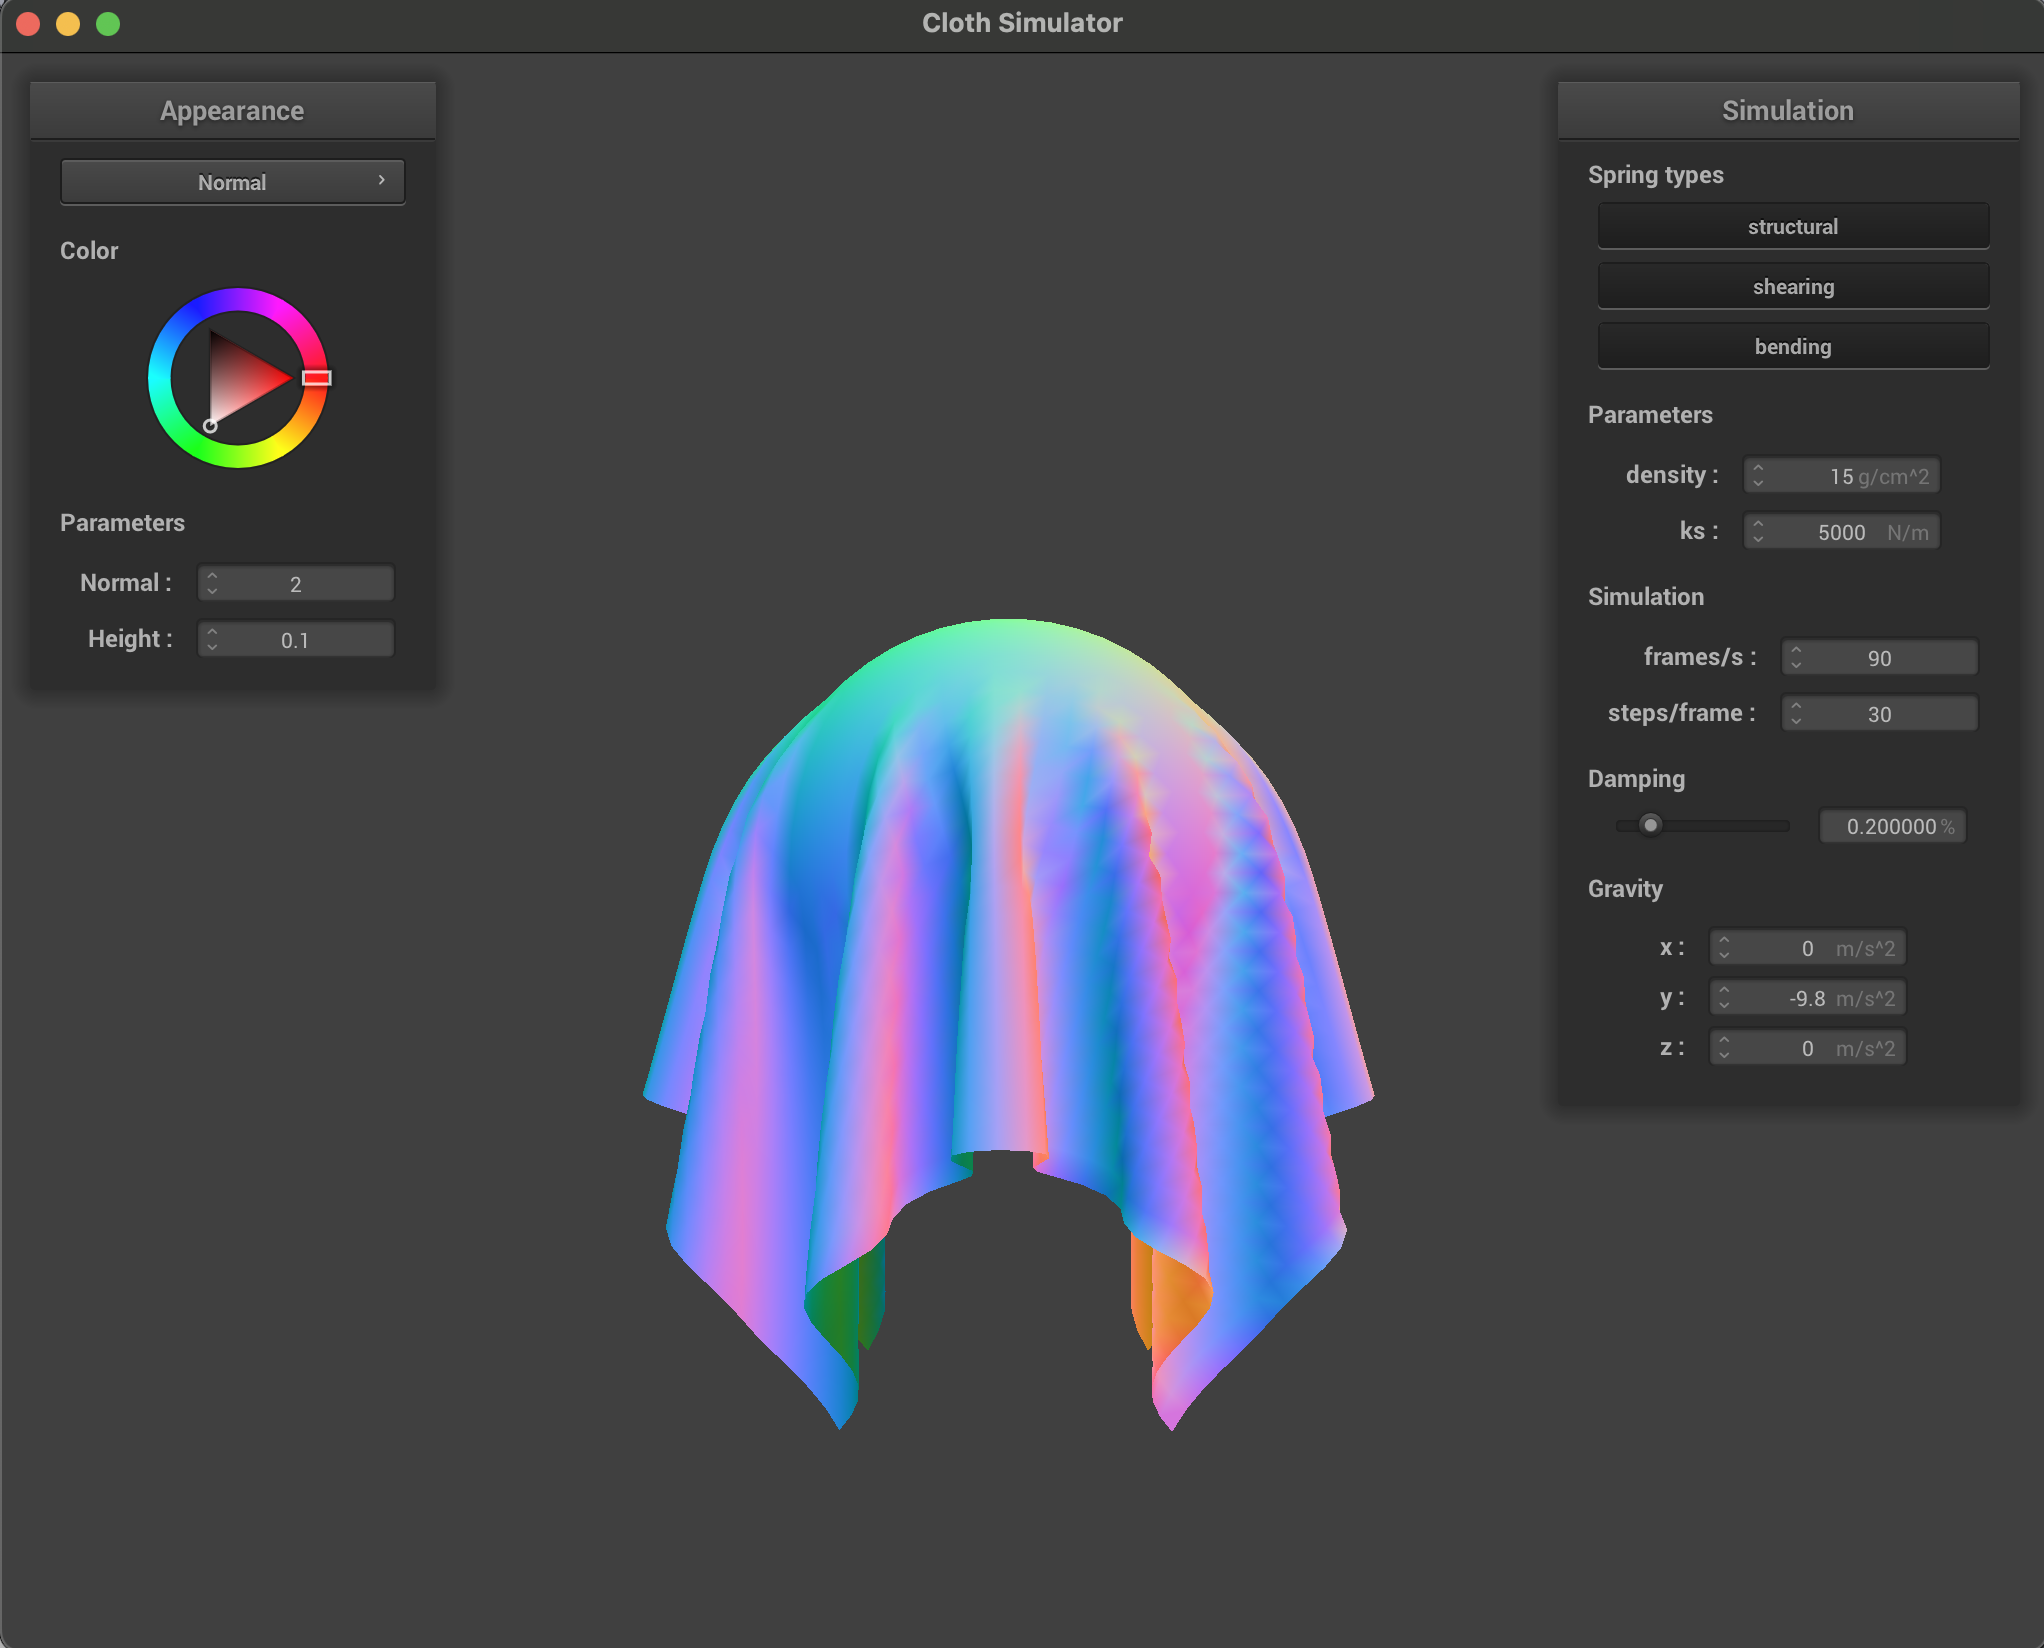 Cloth Simulator
Appearance
Normal
Color
Parameters
Normal : 2
Height : 0.1
Simulation
Spring types
structural
shearing
bending
Parameters
density : 15 g/cm^2
ks : 5000 N/m
Simulation
frames/s : 90
steps/frame : 30
Damping
0.200000 %
Gravity
x : 0 m/s^2
y : -9.8 m/s^2
z : 0 m/s^2